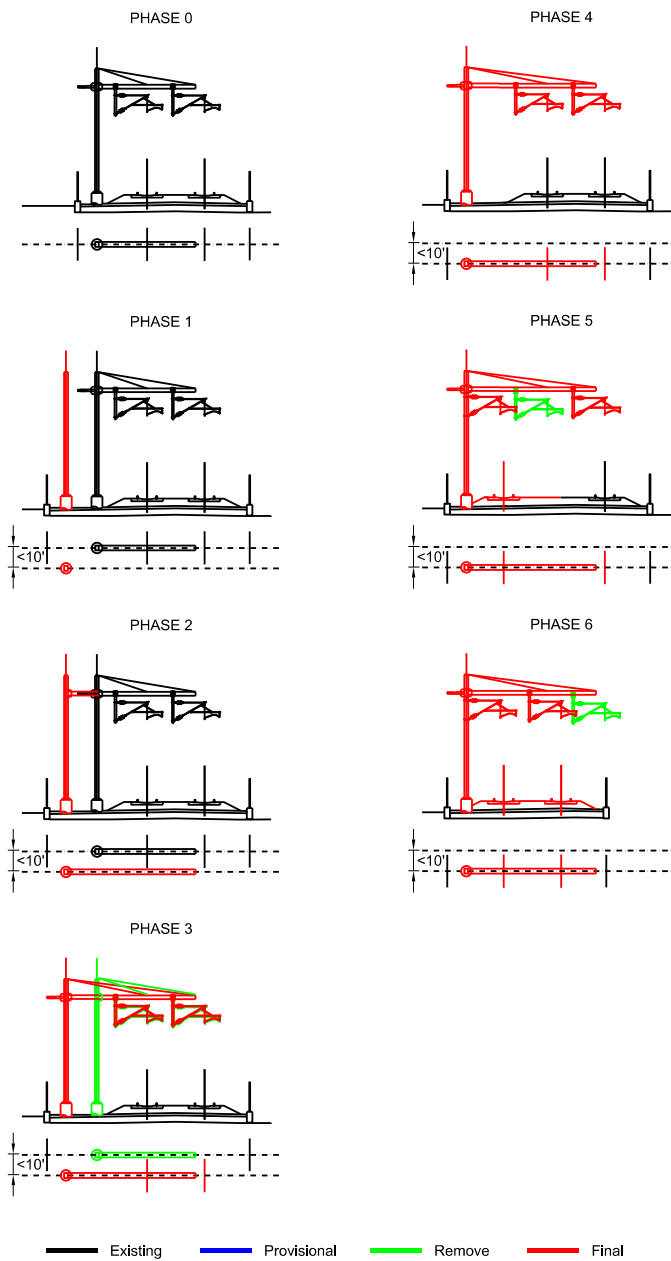 PHASE 0
PHASE 1
<10'
PHASE 2
<10'
PHASE 3
<10'
PHASE 4
<10'
PHASE 5
<10'
PHASE 6
<10'
Existing
Provisional
Remove
Final